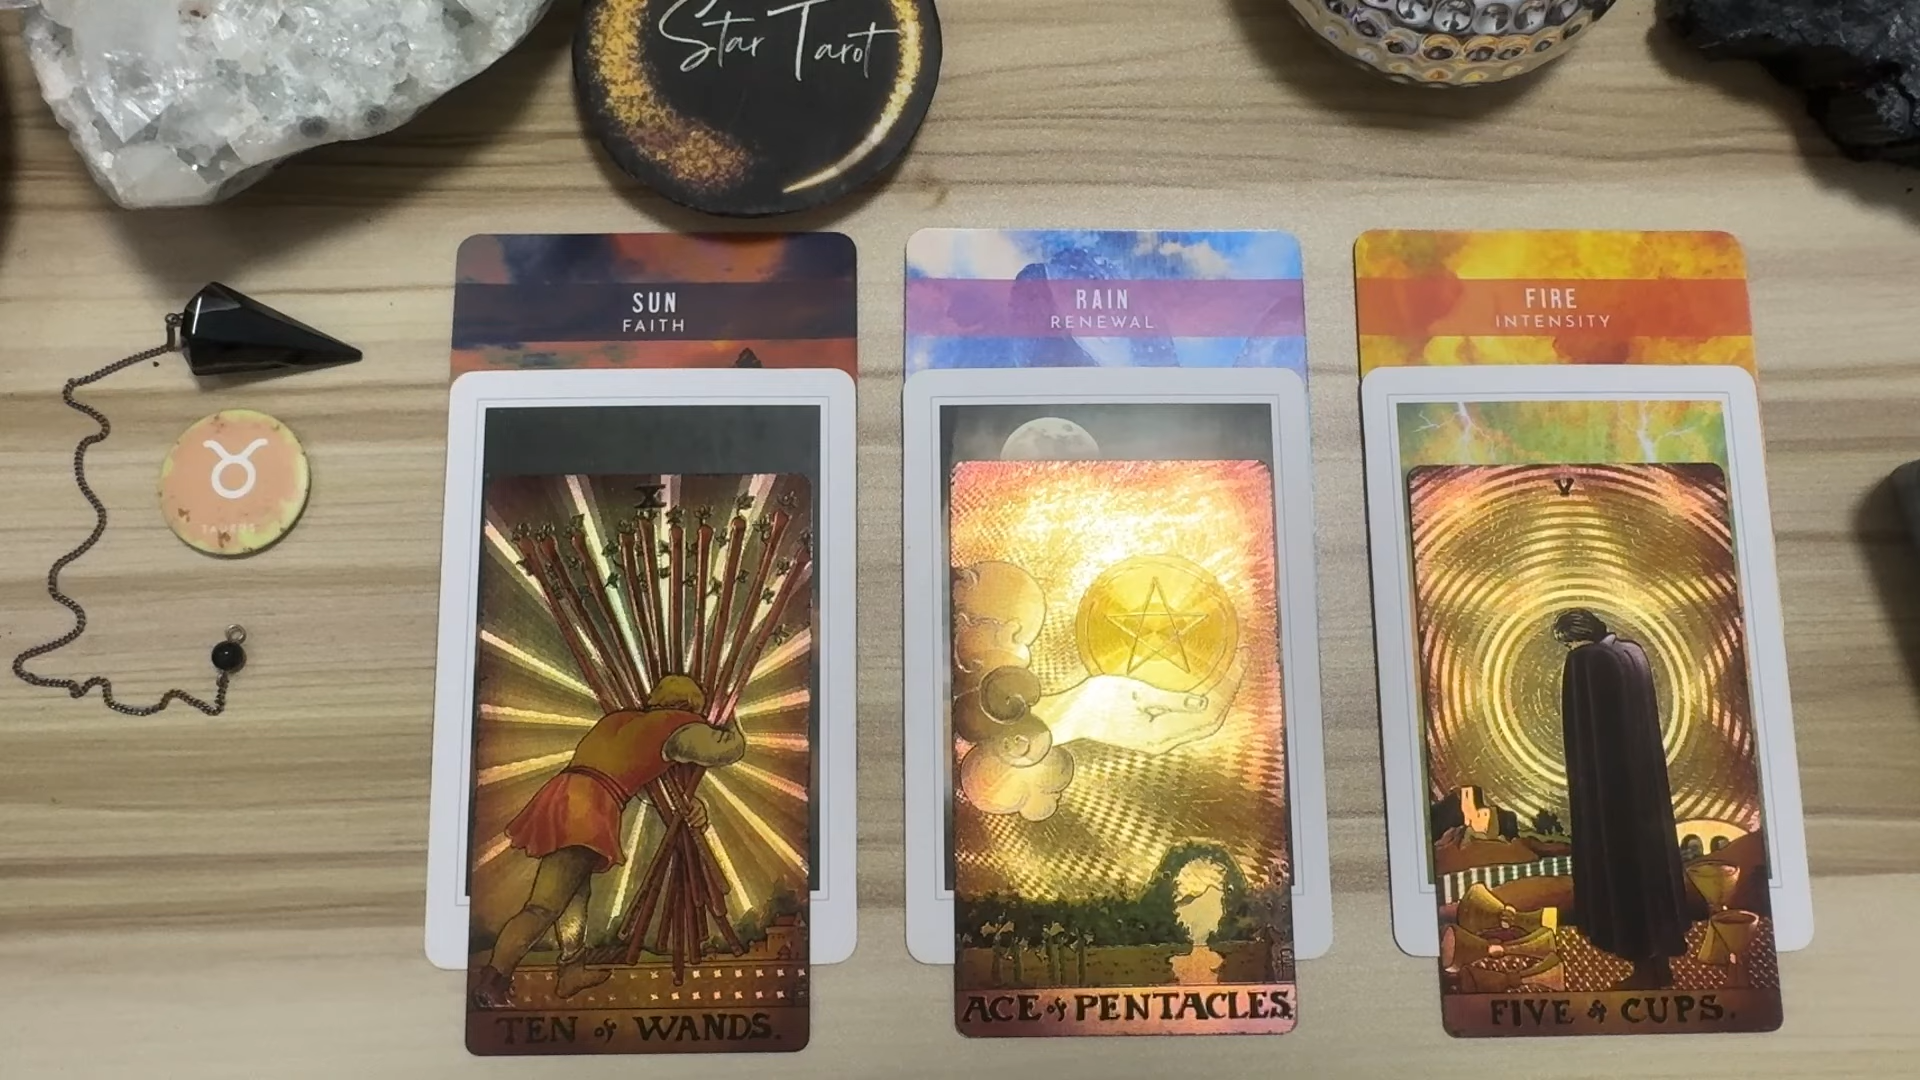 Star Tarot
SUN
FAITH
RAIN
RENEWAL
FIRE
INTENSITY
TAURUS
X
V
TEN of WANDS.
ACE of PENTACLES
FIVE of CUPS.